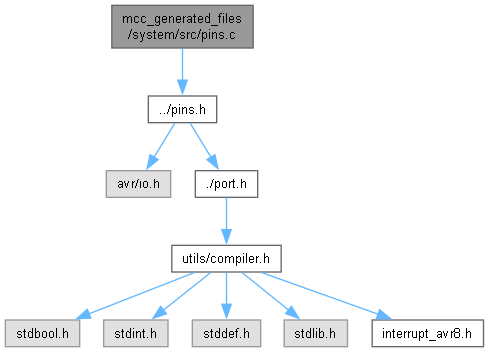 mcc_generated_files
/system/src/pins.c
../pins.h
avr/io.h
./port.h
utils/compiler.h
stdbool.h
stdint.h
stddef.h
stdlib.h
interrupt_avr8.h